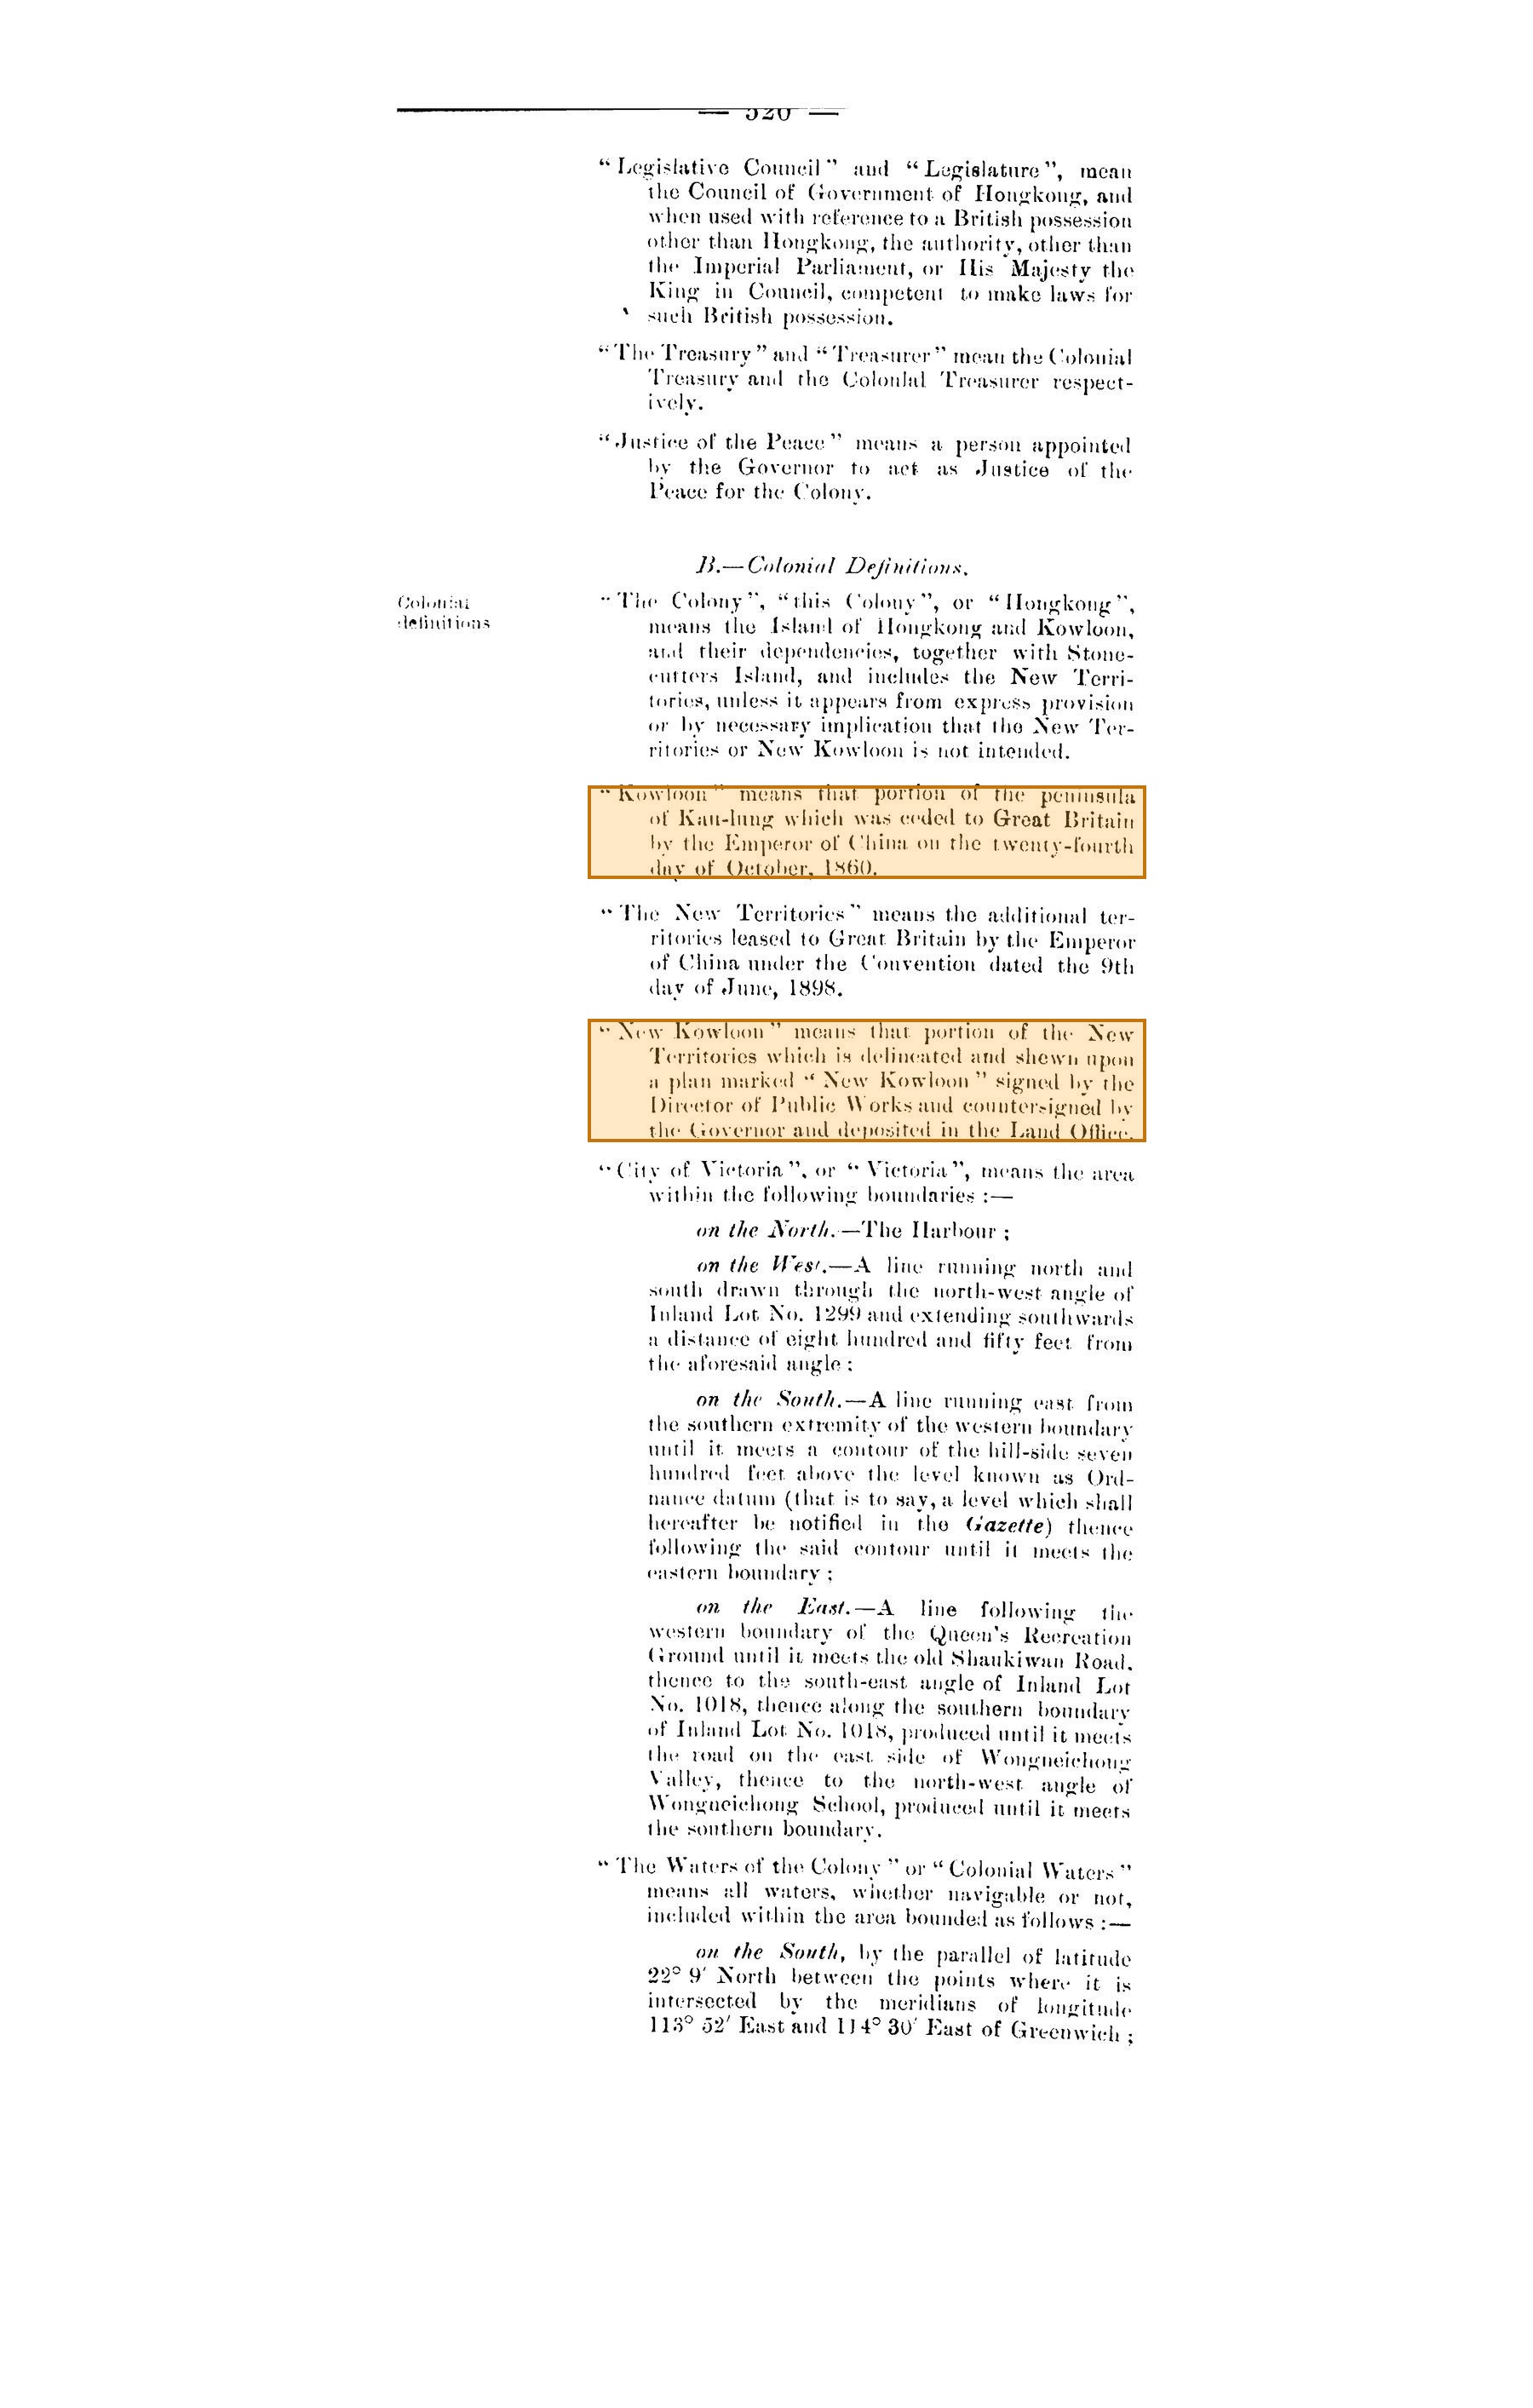 — 520 —
“Legislative Council” and “Legislature”, mean
the Council of Government of Hongkong, and
when used with reference to a British possession
other than Hongkong, the authority, other than
the Imperial Parliament, or His Majesty the
King in Council, competent to make laws for
such British possession.
“The Treasury” and “Treasurer” mean the Colonial
Treasury and the Colonial Treasurer respect-
ively.
“Justice of the Peace” means a person appointed
by the Governor to act as Justice of the
Peace for the Colony.
B.—Colonial Definitions.
Colonial
definitions
“The Colony”, “this Colony”, or “Hongkong”,
means the Island of Hongkong and Kowloon,
and their dependencies, together with Stone-
cutters Island, and includes the New Terri-
tories, unless it appears from express provision
or by necessary implication that the New Ter-
ritories or New Kowloon is not intended.
“Kowloon” means that portion of the peninsula
of Kau-lung which was ceded to Great Britain
by the Emperor of China on the twenty-fourth
day of October, 1860.
“The New Territories” means the additional ter-
ritories leased to Great Britain by the Emperor
of China under the Convention dated the 9th
day of June, 1898.
“New Kowloon” means that portion of the New
Territories which is delineated and shewn upon
a plan marked “New Kowloon” signed by the
Director of Public Works and countersigned by
the Governor and deposited in the Land Office.
“City of Victoria”, or “Victoria”, means the area
within the following boundaries :—
on the North.—The Harbour ;
on the West.—A line running north and
south drawn through the north-west angle of
Inland Lot No. 1299 and extending southwards
a distance of eight hundred and fifty feet from
the aforesaid angle ;
on the South.—A line running east from
the southern extremity of the western boundary
until it meets a contour of the hill-side seven
hundred feet above the level known as Ord-
nance datum (that is to say, a level which shall
hereafter be notified in the Gazette) thence
following the said contour until it meets the
eastern boundary ;
on the East.—A line following the
western boundary of the Queen's Recreation
Ground until it meets the old Shaukiwan Road,
thence to the south-east angle of Inland Lot
No. 1018, thence along the southern boundary
of Inland Lot No. 1018, produced until it meets
the road on the east side of Wongneichong
Valley, thence to the north-west angle of
Wongneichong School, produced until it meets
the southern boundary.
“The Waters of the Colony” or “Colonial Waters”
means all waters, whether navigable or not,
included within the area bounded as follows :—
on the South, by the parallel of latitude
22° 9′ North between the points where it is
intersected by the meridians of longitude
113° 52′ East and 114° 30′ East of Greenwich ;